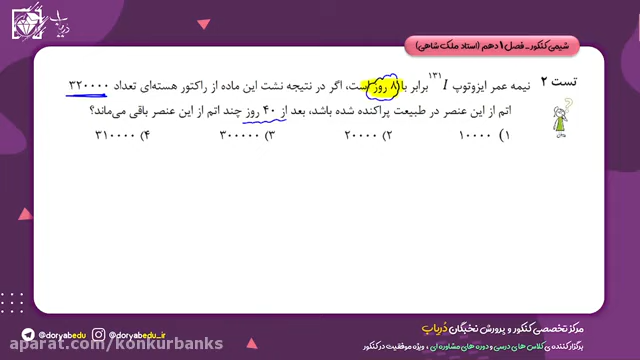 دریاب
شیمی کنکور _ فصل ۱ دهم (استاد ملک شاهی)
تست ۲ نیمه عمر ایزوتوپ ¹³¹I برابر با ۸ روز است، اگر در نتیجه نشت این ماده از راکتور هسته‌ای تعداد ۳۲۰۰۰۰
اتم از این عنصر در طبیعت پراکنده شده باشد، بعد از ۴۰ روز چند اتم از این عنصر باقی می‌ماند؟
۱) ۱۰۰۰۰ ۲) ۲۰۰۰۰ ۳) ۳۰۰۰۰۰ ۴) ۳۱۰۰۰۰
مرکز تخصصی کنکور و پرورش نخبگان دُریاب
@doryabedu @doryabedu_ir
برگزار کننده ی کلاس های درسی و دوره های مشاوره ای ، ویژه موفقیت در کنکور
aparat.com/konkurbanks